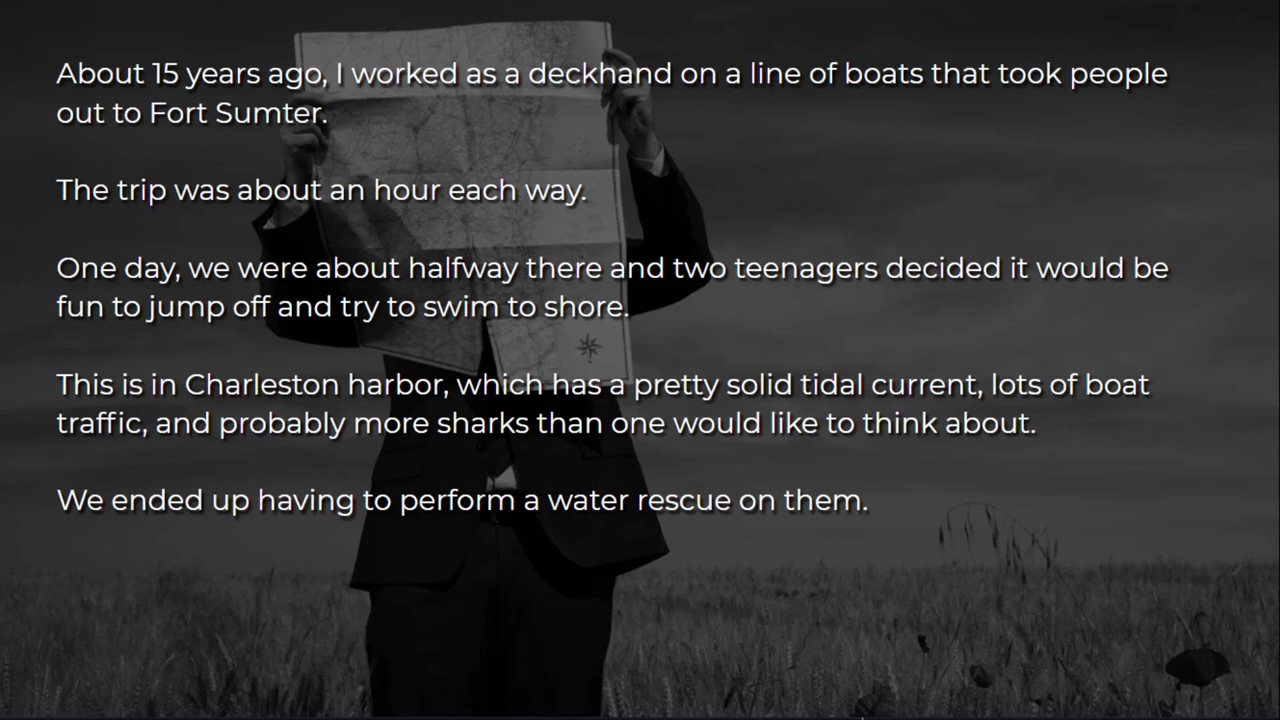 About 15 years ago, I worked as a deckhand on a line of boats that took people
out to Fort Sumter.
The trip was about an hour each way.
One day, we were about halfway there and two teenagers decided it would be
fun to jump off and try to swim to shore.
This is in Charleston harbor, which has a pretty solid tidal current, lots of boat
traffic, and probably more sharks than one would like to think about.
We ended up having to perform a water rescue on them.